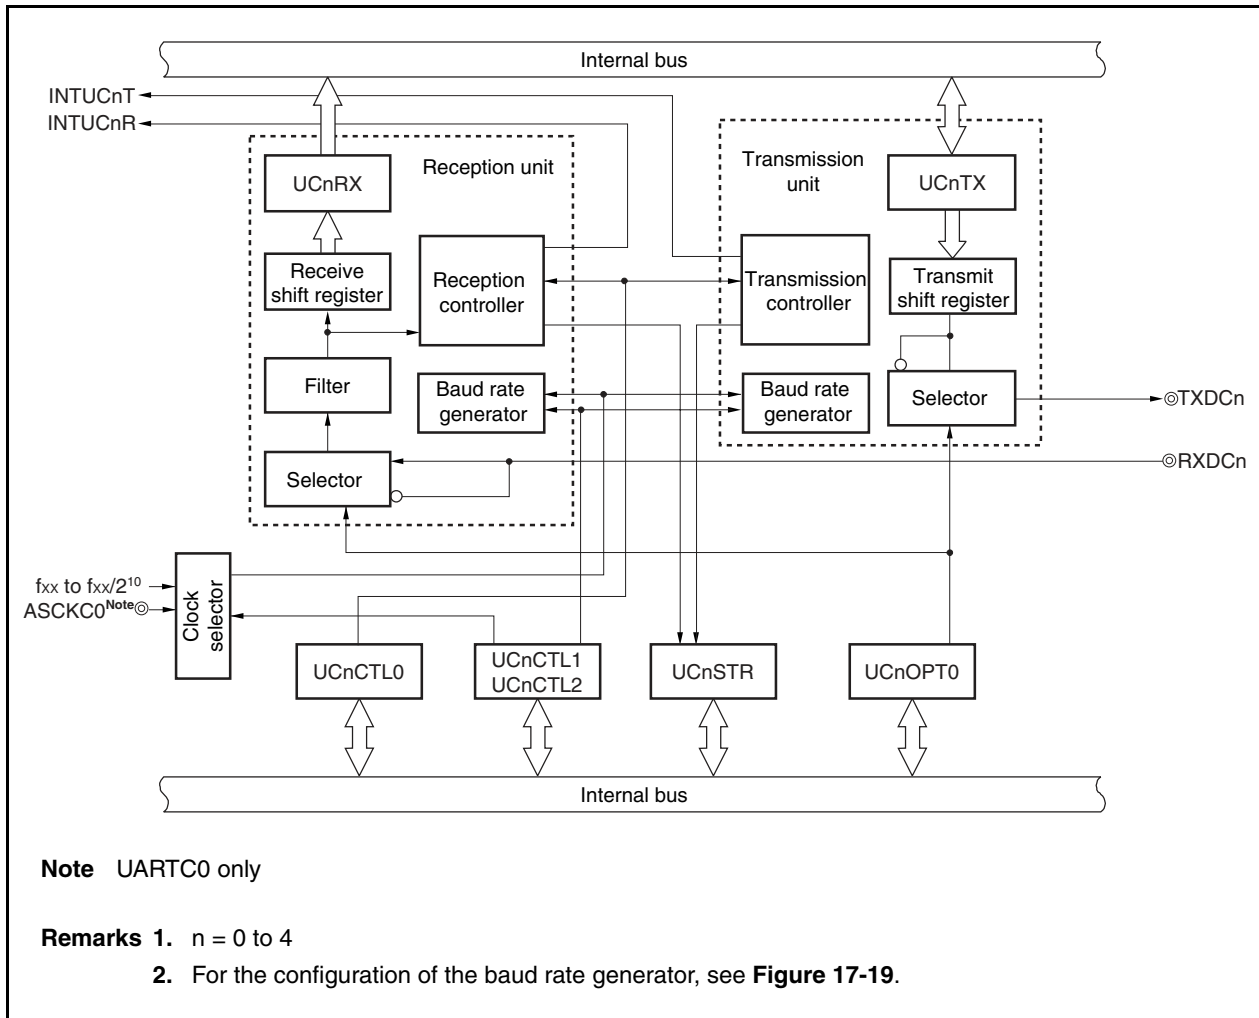 Internal bus
INTUCnT
INTUCnR
Reception unit
UCnRX
Receive
shift register
Reception
controller
Filter
Baud rate
generator
Selector
Transmission
unit
UCnTX
Transmission
controller
Transmit
shift register
Baud rate
generator
Selector
TXDCn
RXDCn
fxx to fxx/2¹⁰
ASCKC0Note
Clock
selector
UCnCTL0
UCnCTL1
UCnCTL2
UCnSTR
UCnOPT0
Internal bus
Note UARTC0 only
Remarks 1. n = 0 to 4
2. For the configuration of the baud rate generator, see Figure 17-19.